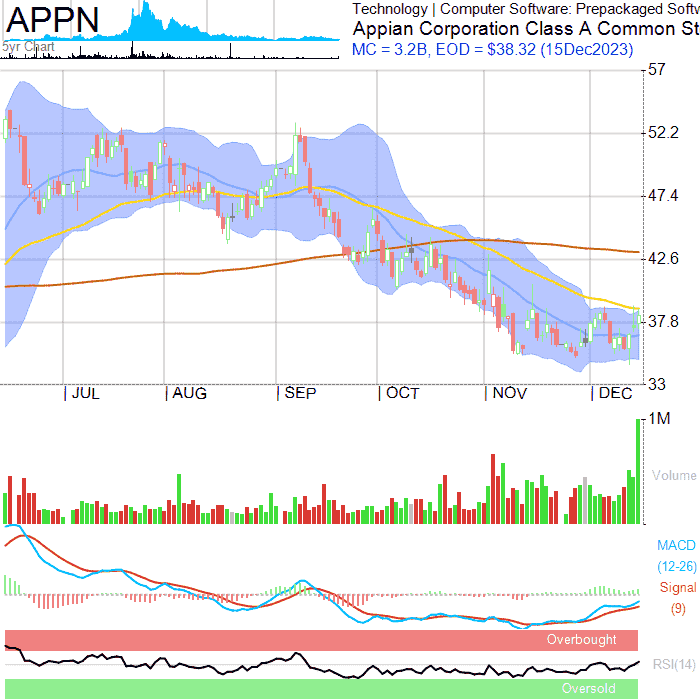 APPN
5yr Chart
Technology | Computer Software: Prepackaged Softw
Appian Corporation Class A Common St
MC = 3.2B, EOD = $38.32 (15Dec2023)
57
52.2
47.4
42.6
37.8
33
| JUL | AUG | SEP | OCT | NOV | DEC
1M
Volume
MACD
(12-26)
Signal
(9)
Overbought
RSI(14)
Oversold